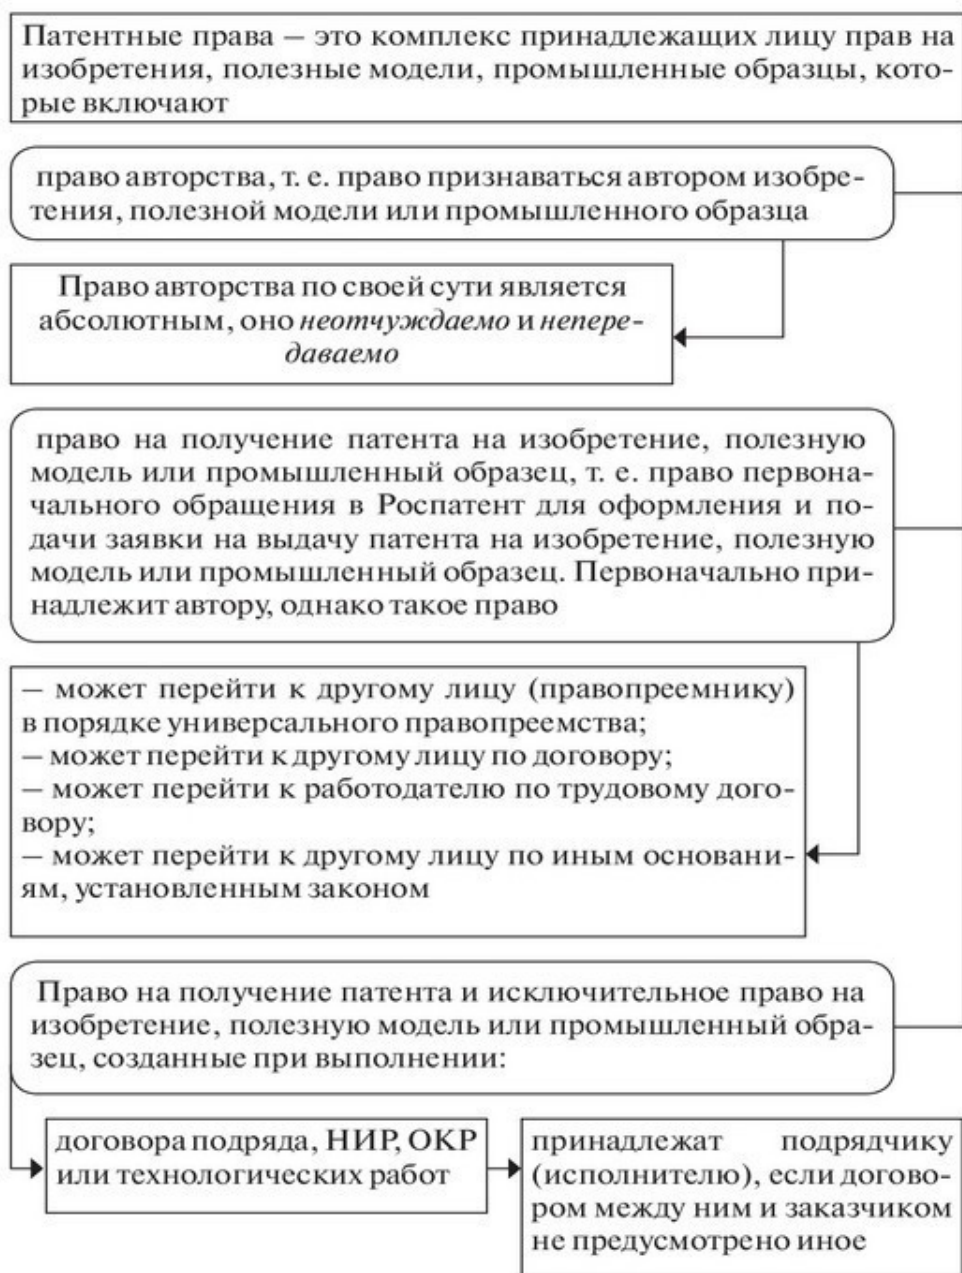 Патентные права – это комплекс принадлежащих лицу прав на
изобретения, полезные модели, промышленные образцы, кото-
рые включают
право авторства, т. е. право признаваться автором изобре-
тения, полезной модели или промышленного образца
Право авторства по своей сути является
абсолютным, оно неотчуждаемо и непере-
даваемо
право на получение патента на изобретение, полезную
модель или промышленный образец, т. е. право первона-
чального обращения в Роспатент для оформления и по-
дачи заявки на выдачу патента на изобретение, полезную
модель или промышленный образец. Первоначально при-
надлежит автору, однако такое право
– может перейти к другому лицу (правопреемнику)
в порядке универсального правопреемства;
– может перейти к другому лицу по договору;
– может перейти к работодателю по трудовому дого-
вору;
– может перейти к другому лицу по иным основани-
ям, установленным законом
Право на получение патента и исключительное право на
изобретение, полезную модель или промышленный обра-
зец, созданные при выполнении:
договора подряда, НИР, ОКР
или технологических работ
принадлежат подрядчику
(исполнителю), если догово-
ром между ним и заказчиком
не предусмотрено иное